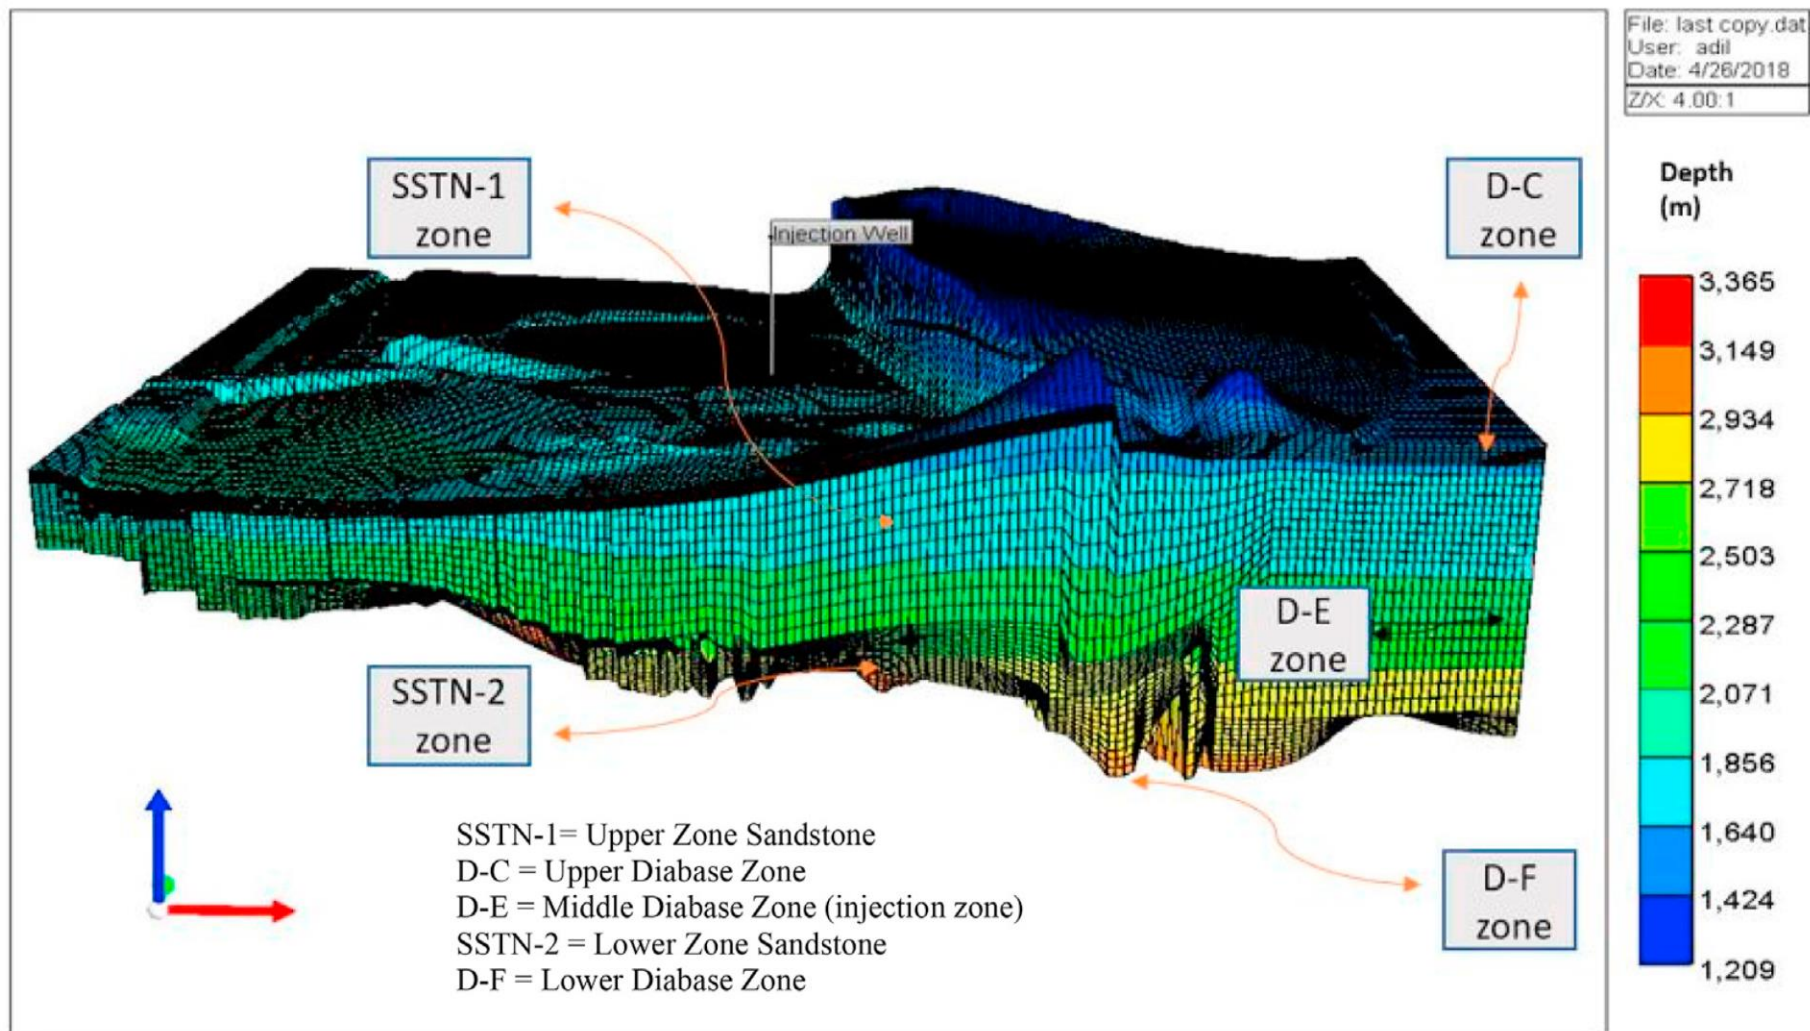 File: last copy.dat
User: adil
Date: 4/26/2018
Z/X: 4.00:1
SSTN-1
zone
Injection Well
D-C
zone
Depth
(m)
3,365
3,149
2,934
2,718
2,503
2,287
2,071
1,856
1,640
1,424
1,209
D-E
zone
SSTN-2
zone
D-F
zone
SSTN-1= Upper Zone Sandstone
D-C = Upper Diabase Zone
D-E = Middle Diabase Zone (injection zone)
SSTN-2 = Lower Zone Sandstone
D-F = Lower Diabase Zone